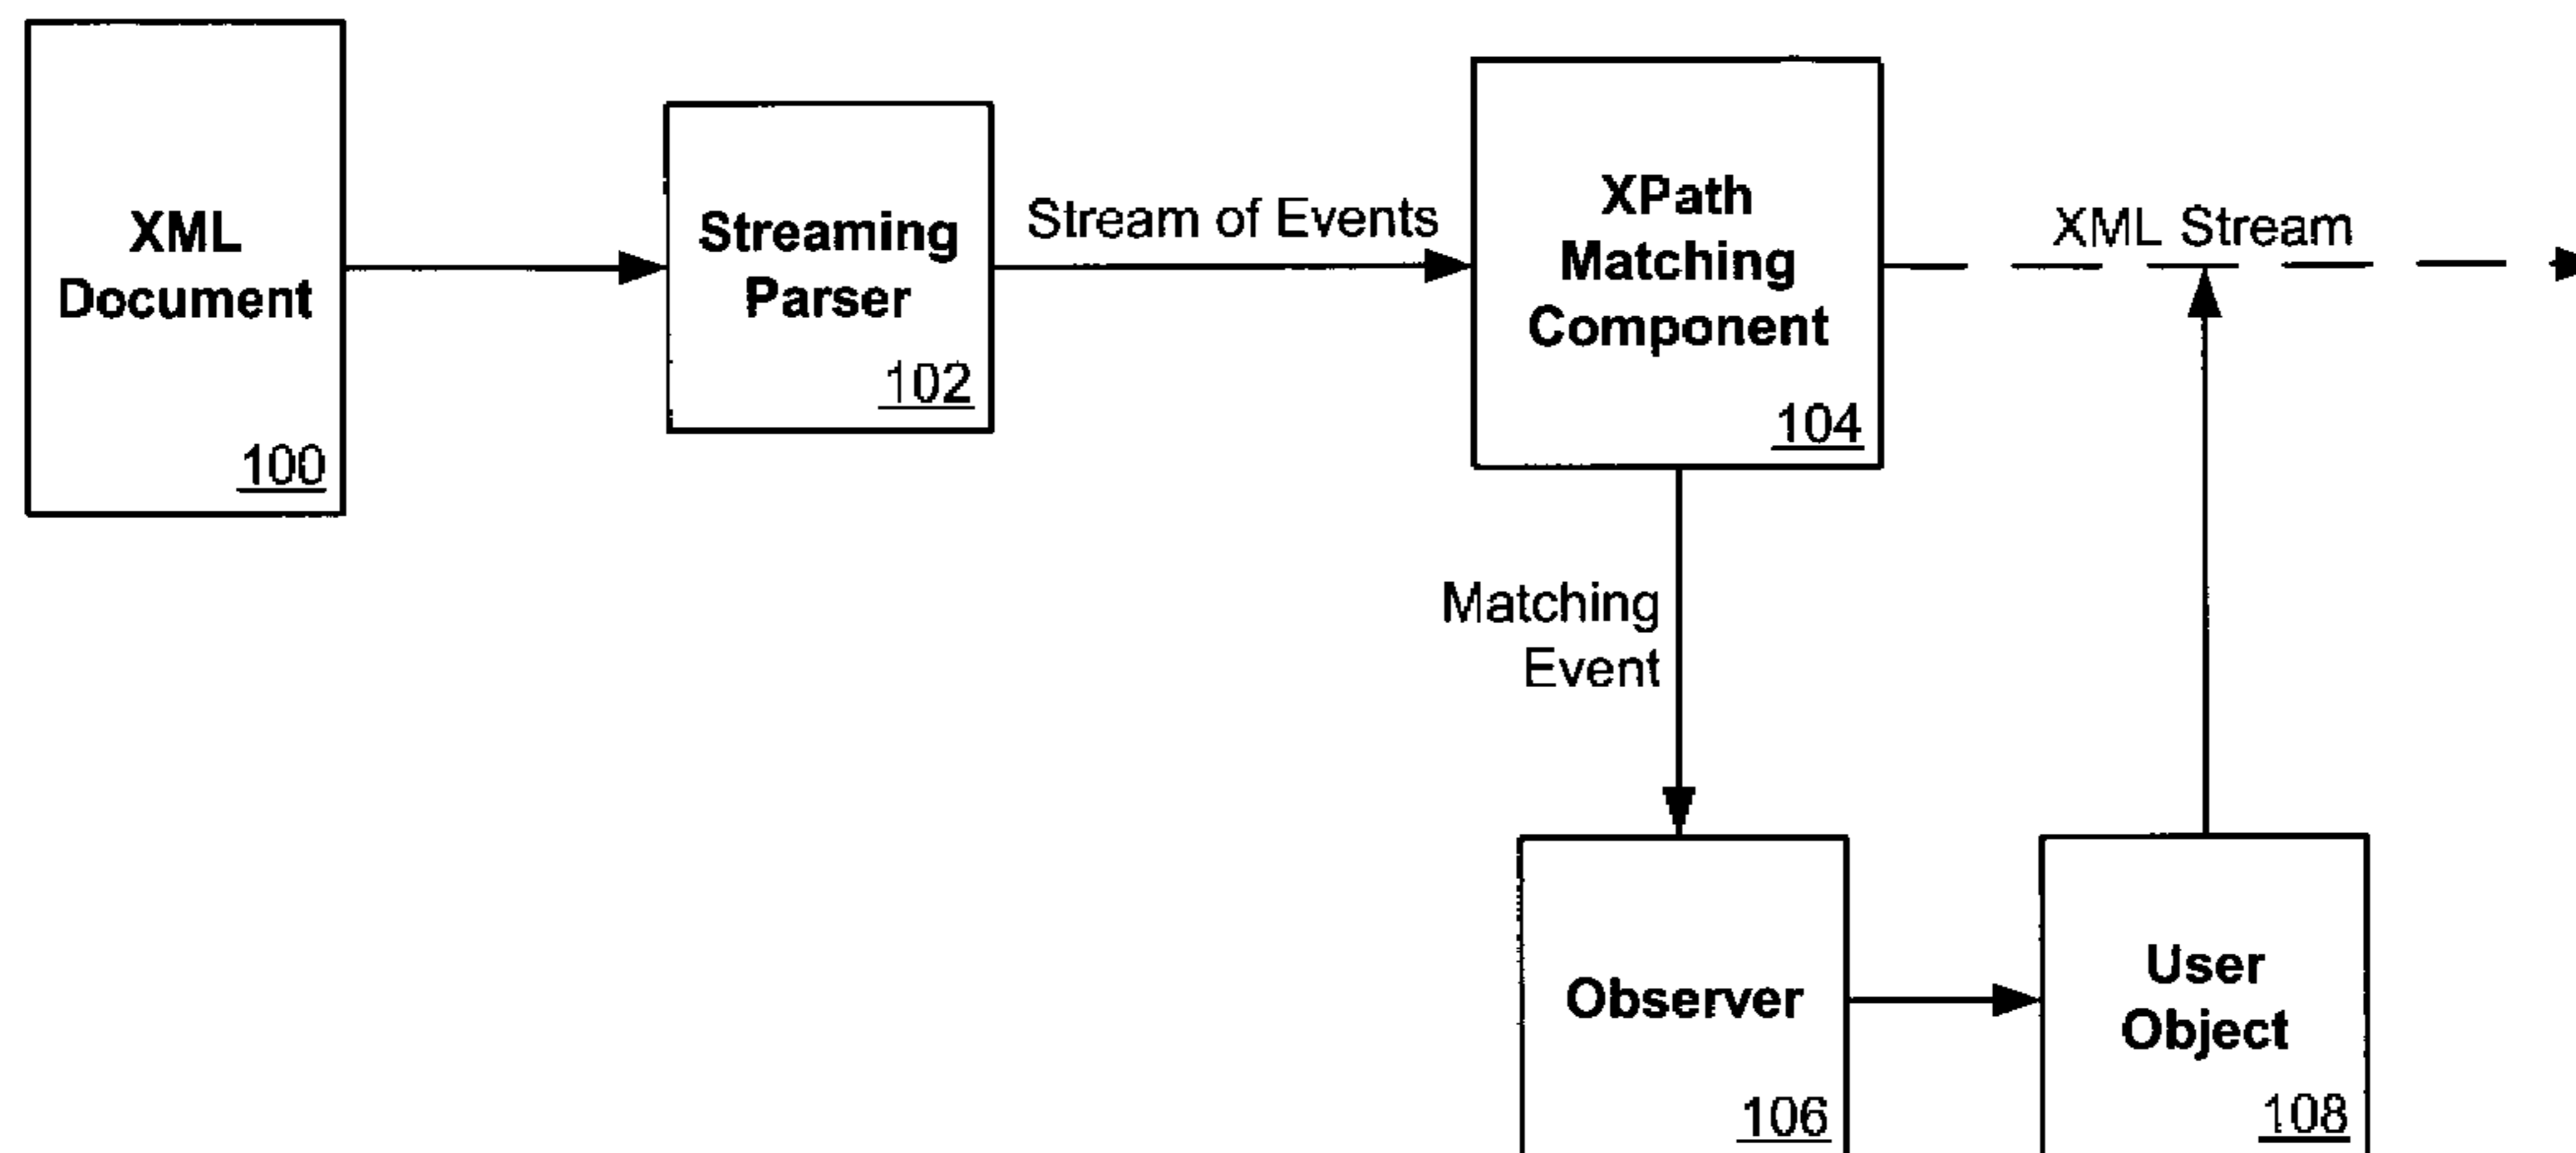 XML
Document
100
Streaming
Parser
102
Stream of Events
XPath
Matching
Component
104
XML Stream
Matching
Event
Observer
106
User
Object
108